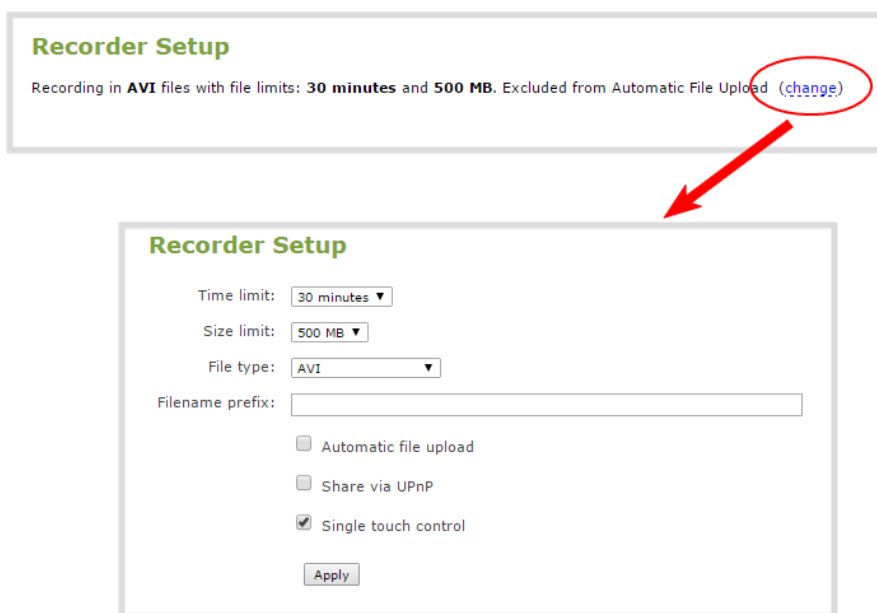 Recorder Setup
Recording in AVI files with file limits: 30 minutes and 500 MB. Excluded from Automatic File Upload (change)
Recorder Setup
Time limit: 30 minutes
Size limit: 500 MB
File type: AVI
Filename prefix:
Automatic file upload
Share via UPnP
Single touch control
Apply